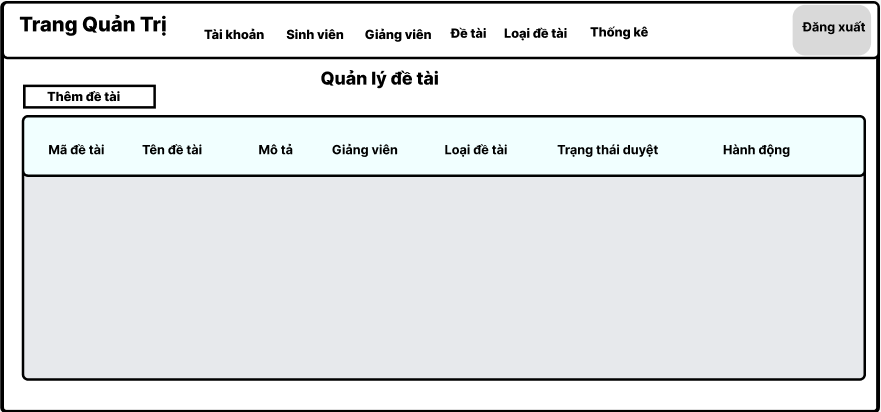 Trang Quản Trị
Tài khoản Sinh viên Giảng viên Đề tài Loại đề tài Thống kê Đăng xuất
Quản lý đề tài
Thêm đề tài
Mã đề tài Tên đề tài Mô tả Giảng viên Loại đề tài Trạng thái duyệt Hành động